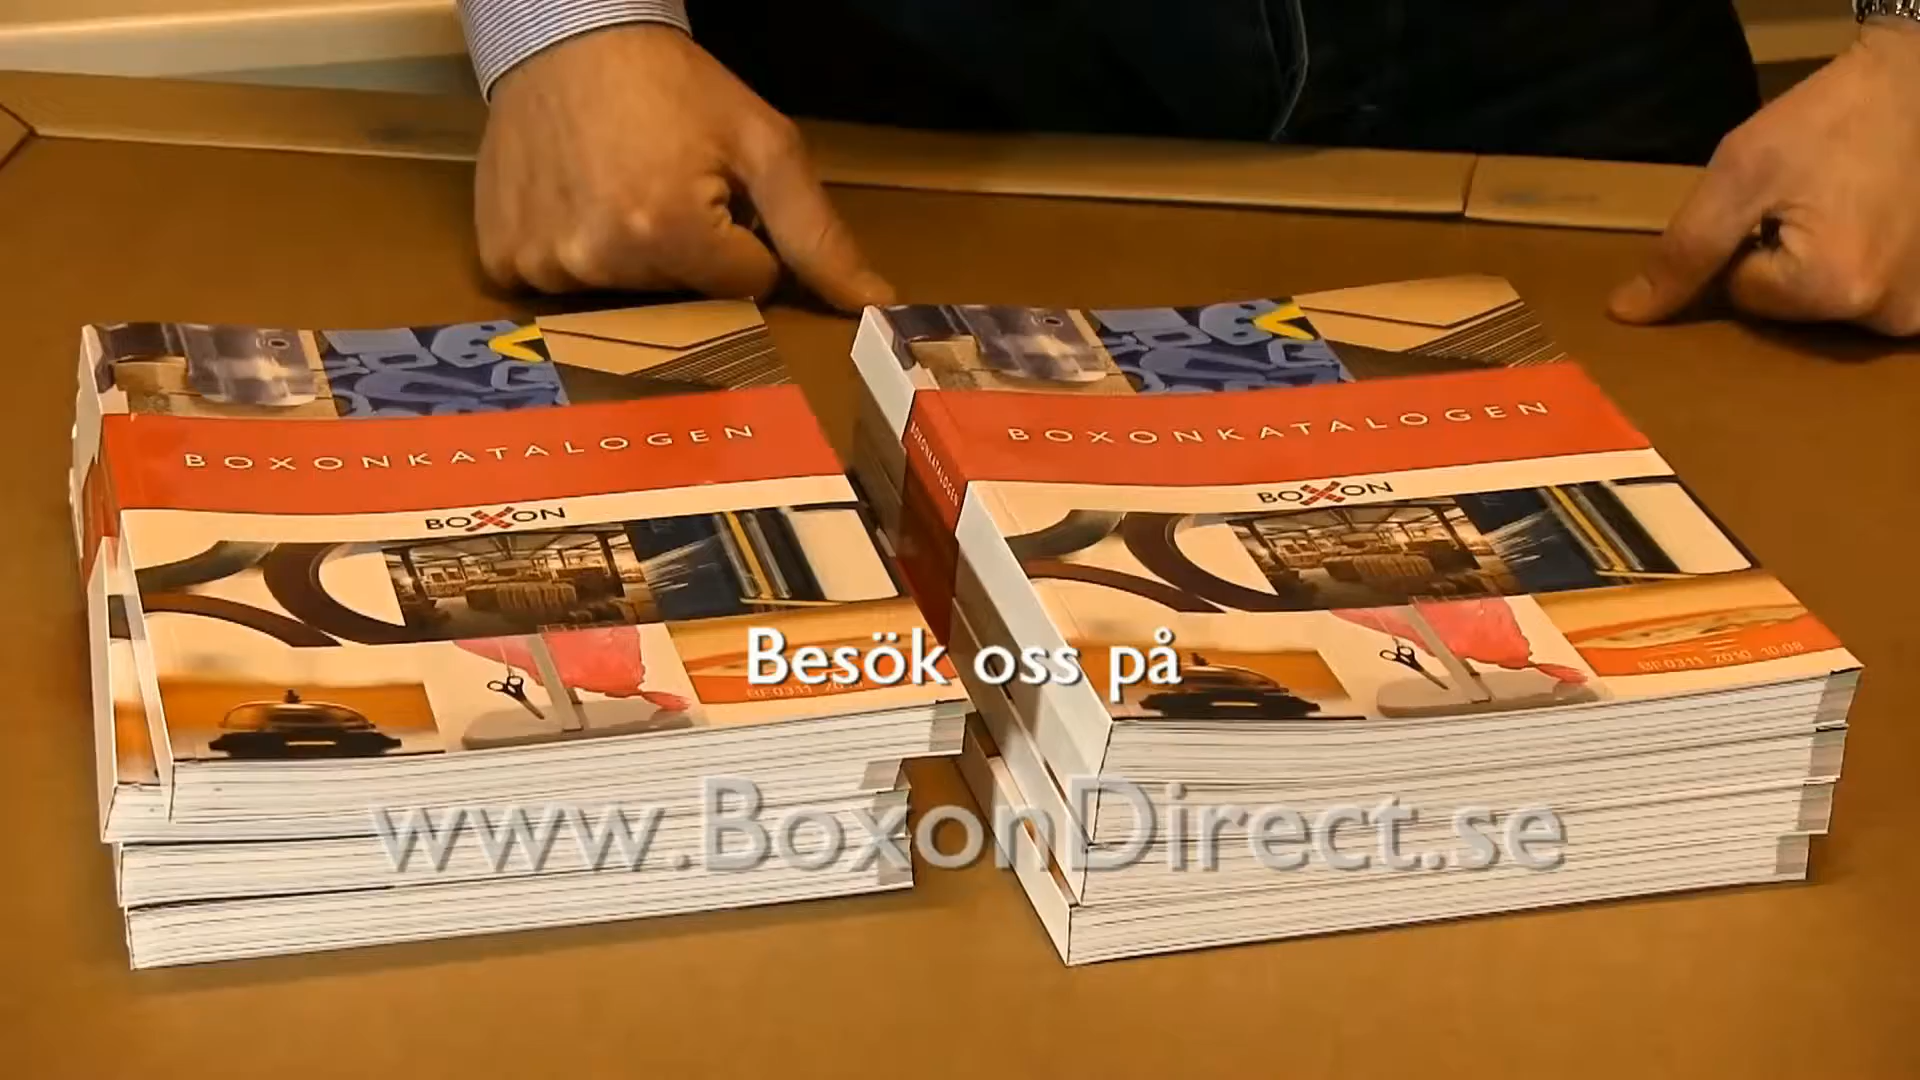 BOXONKATALOGEN
BOXON
BOXONKATALOGEN
BOXONKATALOGEN
BOXON
Besök oss på
www.BoxonDirect.se